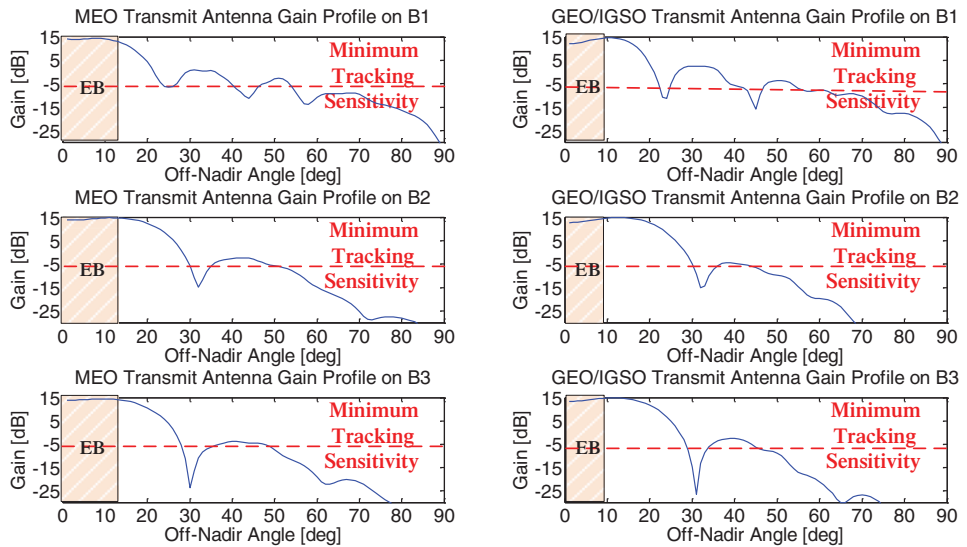 MEO Transmit Antenna Gain Profile on B1
Gain [dB]
15
5
-5
-15
-25
EB
Minimum
Tracking
Sensitivity
0 10 20 30 40 50 60 70 80 90
Off-Nadir Angle [deg]
GEO/IGSO Transmit Antenna Gain Profile on B1
Gain [dB]
15
5
-5
-15
-25
EB
Minimum
Tracking
Sensitivity
0 10 20 30 40 50 60 70 80 90
Off-Nadir Angle [deg]
MEO Transmit Antenna Gain Profile on B2
Gain [dB]
15
5
-5
-15
-25
EB
Minimum
Tracking
Sensitivity
0 10 20 30 40 50 60 70 80 90
Off-Nadir Angle [deg]
GEO/IGSO Transmit Antenna Gain Profile on B2
Gain [dB]
15
5
-5
-15
-25
EB
Minimum
Tracking
Sensitivity
0 10 20 30 40 50 60 70 80 90
Off-Nadir Angle [deg]
MEO Transmit Antenna Gain Profile on B3
Gain [dB]
15
5
-5
-15
-25
EB
Minimum
Tracking
Sensitivity
0 10 20 30 40 50 60 70 80 90
Off-Nadir Angle [deg]
GEO/IGSO Transmit Antenna Gain Profile on B3
Gain [dB]
15
5
-5
-15
-25
EB
Minimum
Tracking
Sensitivity
0 10 20 30 40 50 60 70 80 90
Off-Nadir Angle [deg]